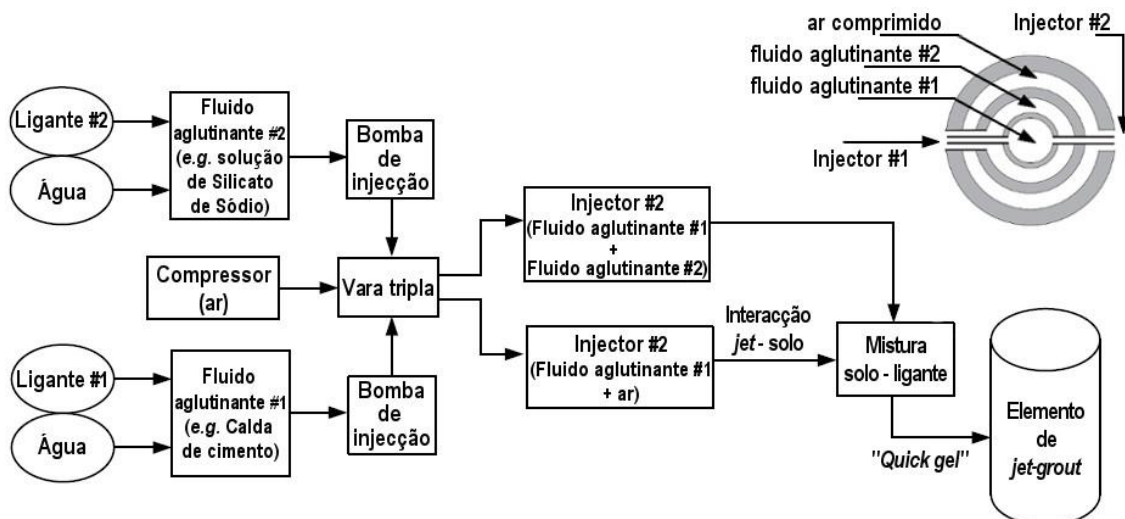 ar comprimido
Injector #2
fluido aglutinante #2
fluido aglutinante #1
Injector #1
Ligante #2
Água
Fluido
aglutinante #2
(e.g. solução
de Silicato
de Sódio)
Bomba
de
injecção
Compressor
(ar)
Vara tripla
Injector #2
(Fluido aglutinante #1
+
Fluido aglutinante #2)
Ligante #1
Água
Fluido
aglutinante #1
(e.g. Calda
de cimento)
Bomba
de
injecção
Injector #2
(Fluido aglutinante #1
+ ar)
Interacção
jet - solo
Mistura
solo - ligante
"Quick gel"
Elemento
de
jet-grout